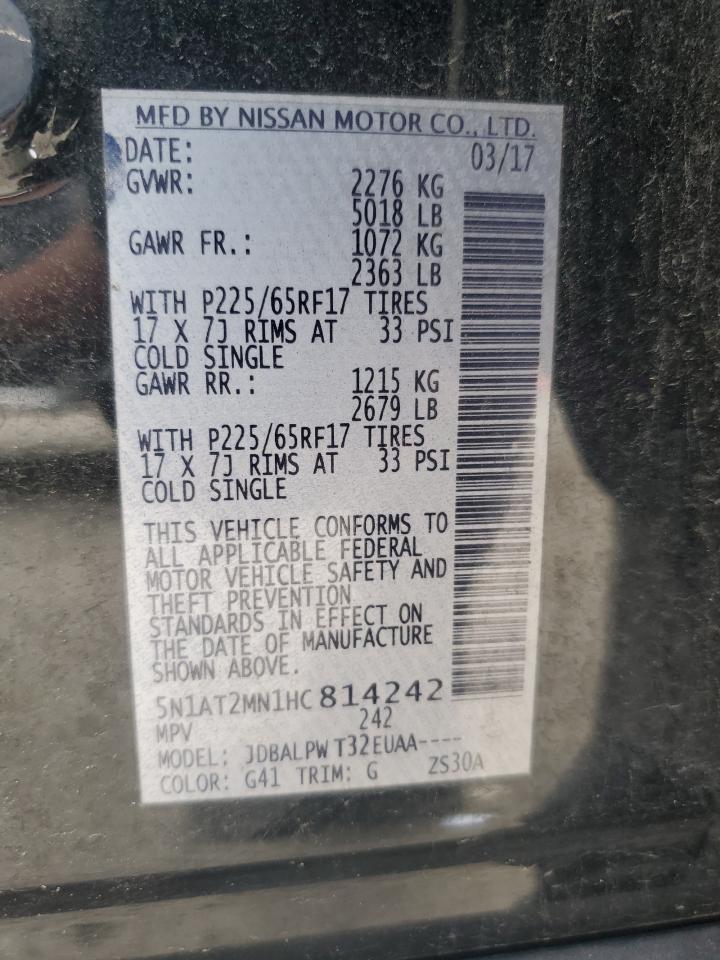 MFD BY NISSAN MOTOR CO., LTD.
DATE: 03/17
GVWR: 2276 KG
5018 LB
GAWR FR.: 1072 KG
2363 LB
WITH P225/65RF17 TIRES
17 X 7J RIMS AT 33 PSI
COLD SINGLE
GAWR RR.: 1215 KG
2679 LB
WITH P225/65RF17 TIRES
17 X 7J RIMS AT 33 PSI
COLD SINGLE
THIS VEHICLE CONFORMS TO
ALL APPLICABLE FEDERAL
MOTOR VEHICLE SAFETY AND
THEFT PREVENTION
STANDARDS IN EFFECT ON
THE DATE OF MANUFACTURE
SHOWN ABOVE.
5N1AT2MN1HC814242
MPV 242
MODEL: JDBALPW T32EUAA----
COLOR: G41 TRIM: G ZS30A